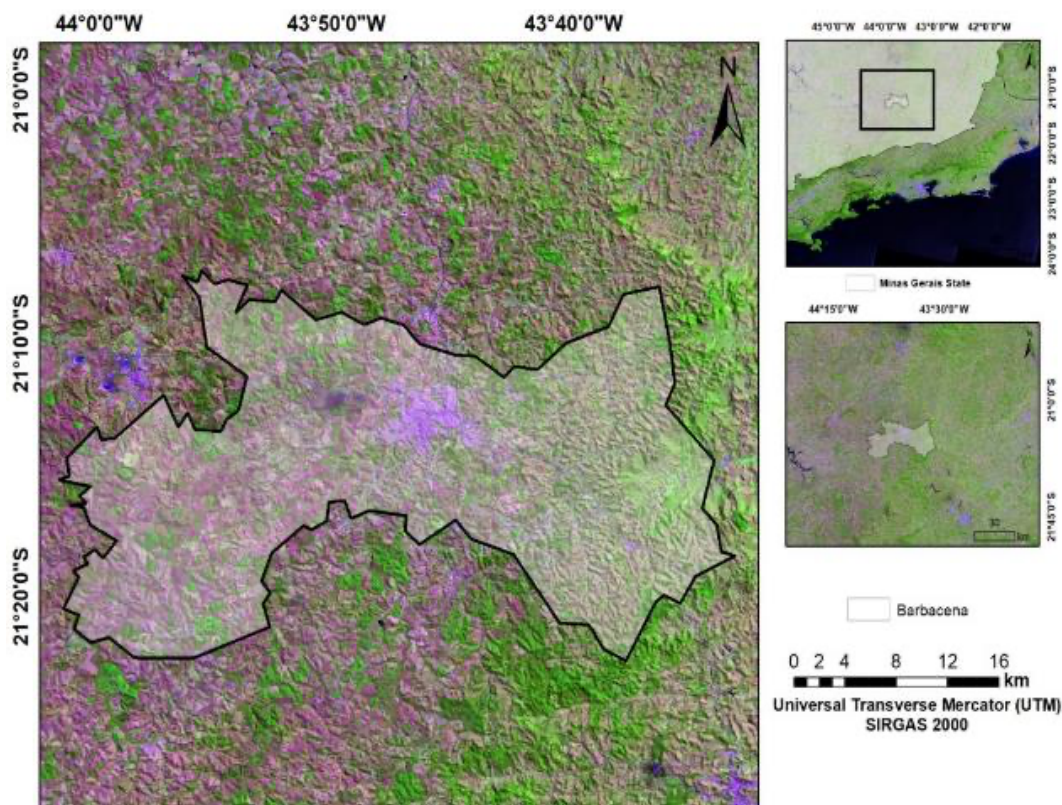 44°0'0"W 43°50'0"W 43°40'0"W
21°0'0"S
21°10'0"S
21°20'0"S
N
45°0'0"W 44°0'0"W 43°0'0"W 42°0'0"W
21°0'0"S
22°0'0"S
23°0'0"S
24°0'0"S
Minas Gerais State
44°15'0"W 43°30'0"W
21°0'0"S
21°45'0"S
30
km
Barbacena
0 2 4 8 12 16
km
Universal Transverse Mercator (UTM)
SIRGAS 2000